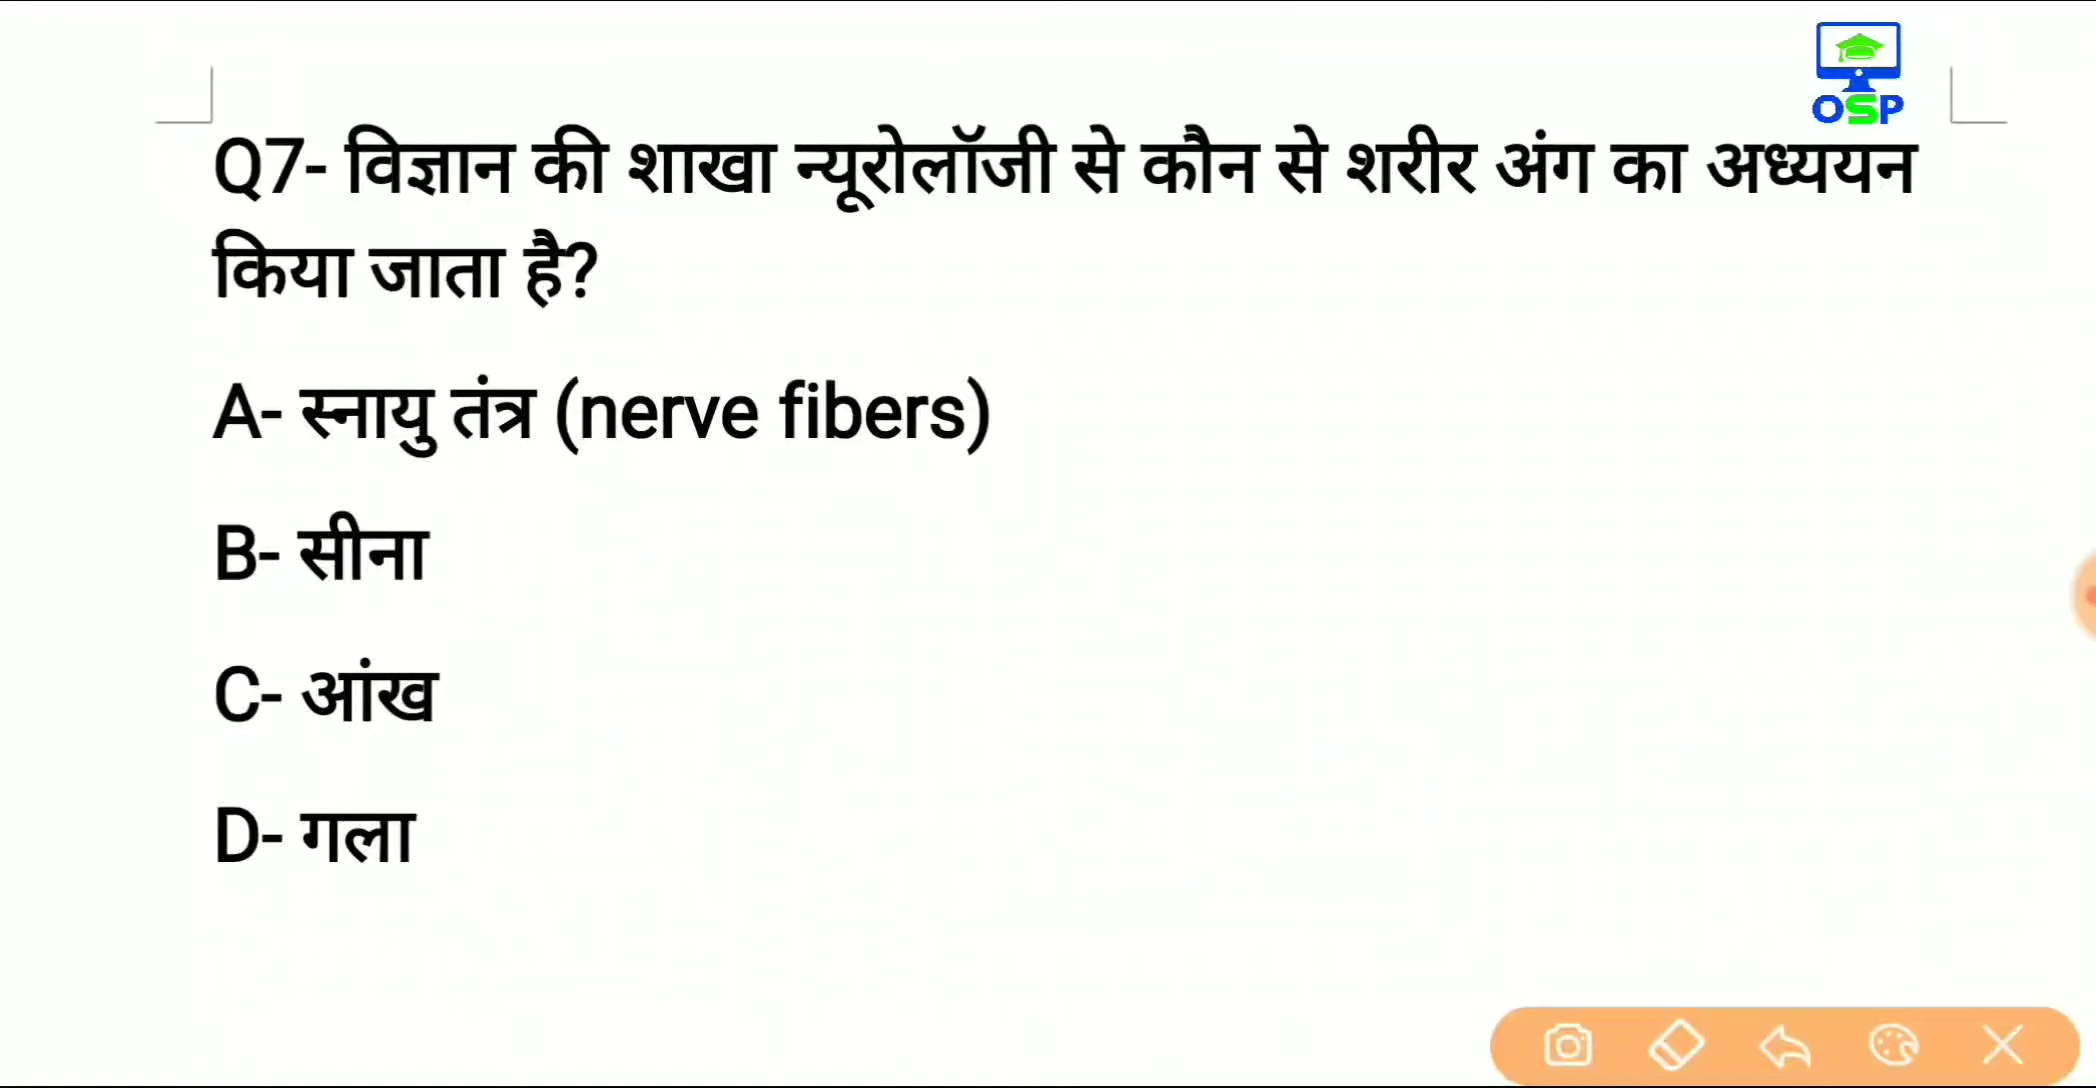 OSP
Q7- विज्ञान की शाखा न्यूरोलॉजी से कौन से शरीर अंग का अध्ययन
किया जाता है?
A- स्नायु तंत्र (nerve fibers)
B- सीना
C- आंख
D- गला